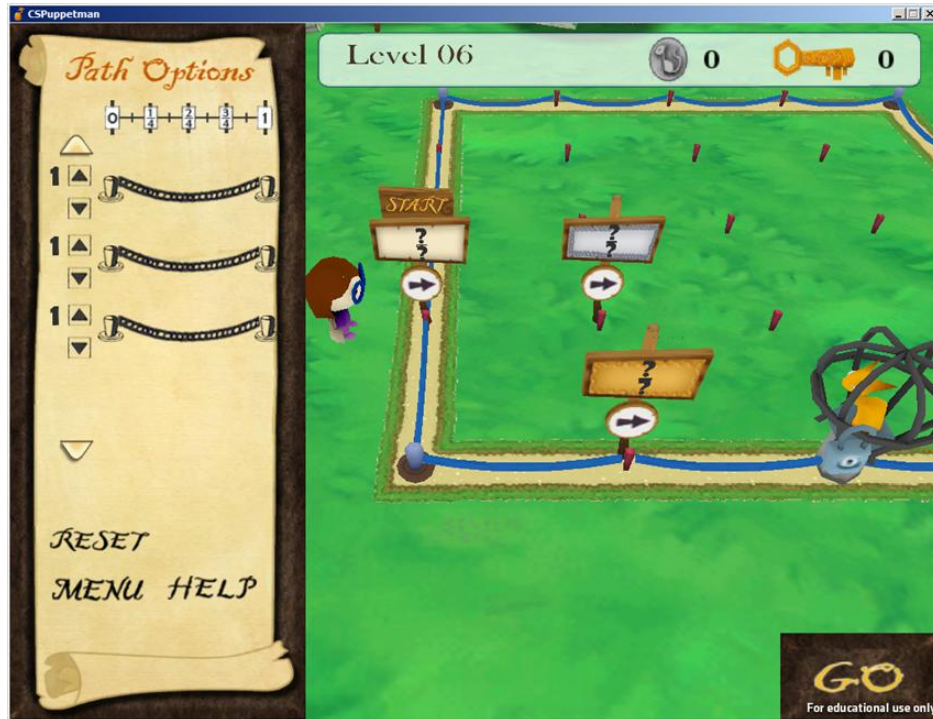 CSPuppetman
Path Options
0 1/4 2/4 3/4 1
1
1
1
RESET
MENU HELP
Level 06
0
0
START
?
?
?
?
?
?
GO
For educational use only